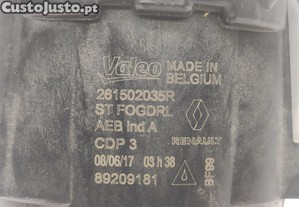 CustoJusto.pt
Valeo MADE IN
BELGIUM
261502035R
ST FOGDRL
AEB ind A
CDP 3 RENAULT
08/06/17 03 h 38
89209181 BF99